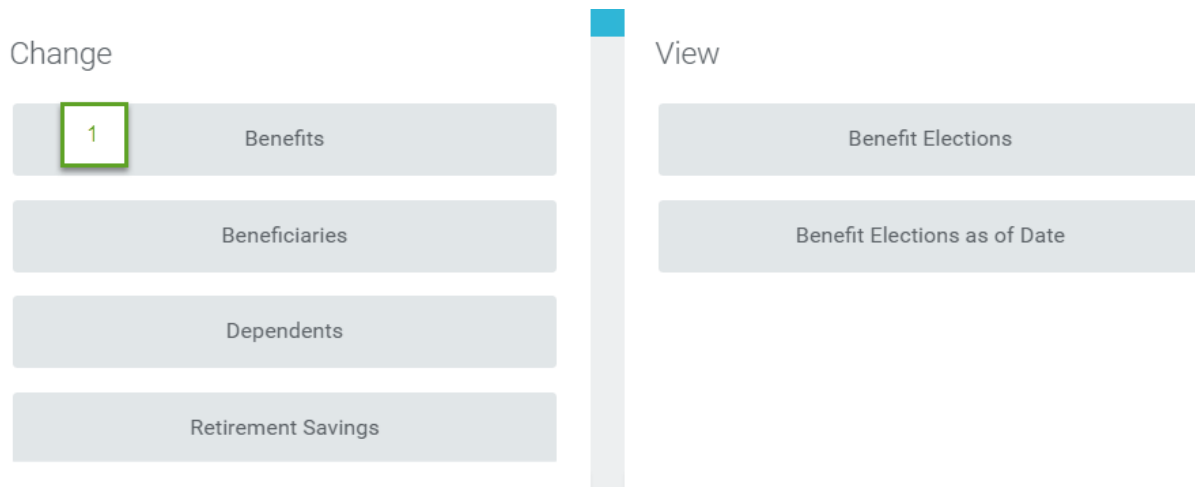 Change
1
Benefits
Beneficiaries
Dependents
Retirement Savings
View
Benefit Elections
Benefit Elections as of Date